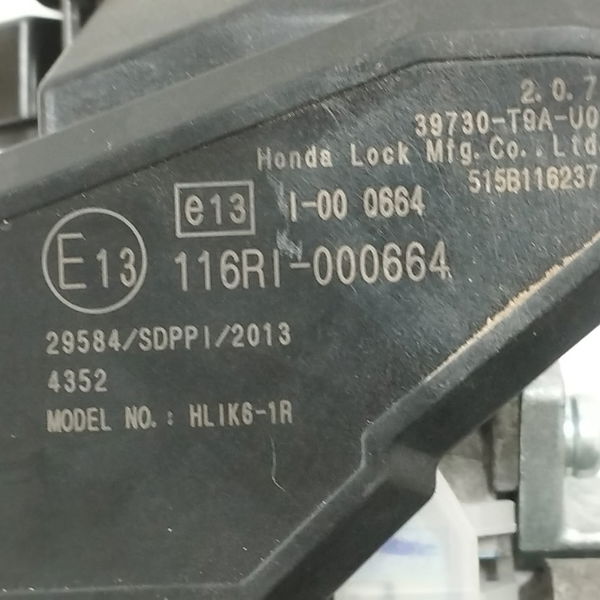 2.0.7
39730-T9A-U0
Honda Lock Mfg. Co., Ltd.
515B116237
e13 I-00 0664
E13 116RI-000664
29584/SDPPI/2013
4352
MODEL NO.: HLIK6-1R